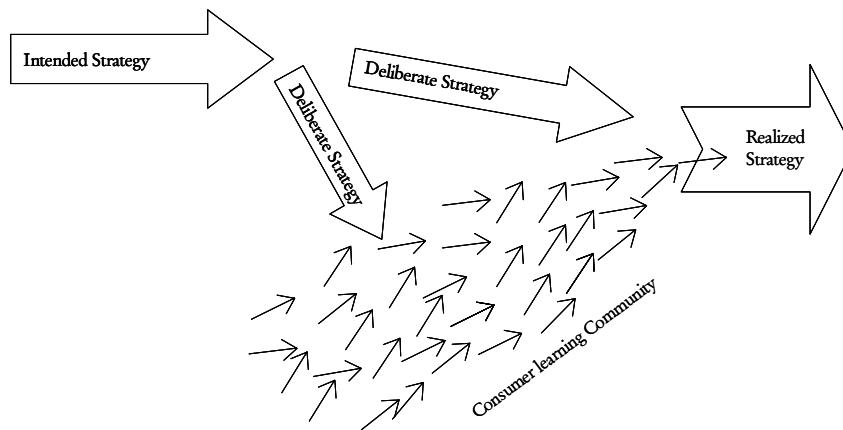 Intended Strategy
Deliberate Strategy
Deliberate Strategy
Realized
Strategy
Consumer learning Community